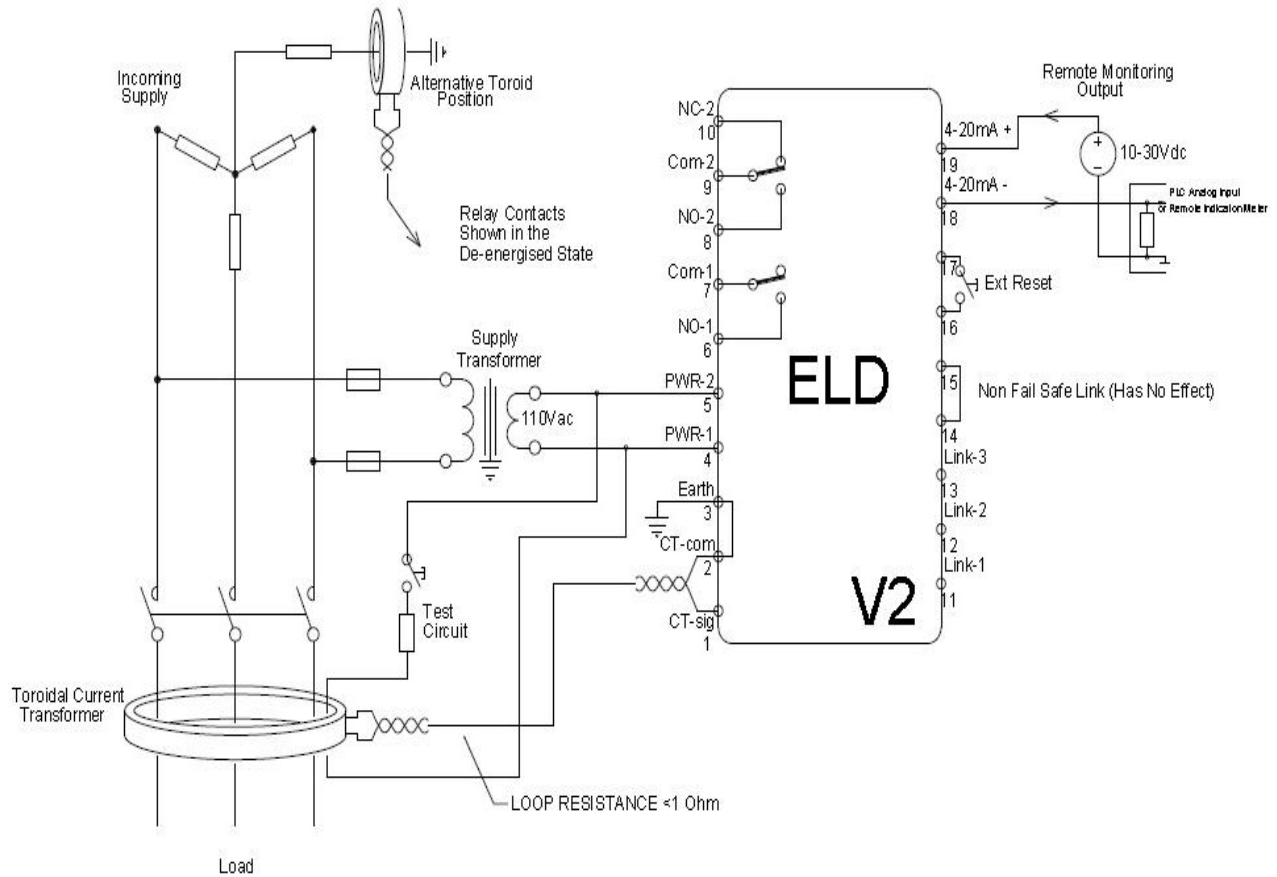 Incoming
Supply
Alternative Toroid
Position
Relay Contacts
Shown in the
De-energised State
Supply
Transformer
110Vac
Test
Circuit
Toroidal Current
Transformer
LOOP RESISTANCE <1 Ohm
Load
NC-2
10
Com-2
9
NO-2
8
Com-1
7
NO-1
6
PWR-2
5
PWR-1
4
Earth
3
CT-com
2
CT-sig
1
ELD
V2
Remote Monitoring
Output
4-20mA +
19
4-20mA -
18
+
−
10-30Vdc
PLC Analog Input
or Remote Indication Meter
17
Ext Reset
16
15
Non Fail Safe Link (Has No Effect)
14
Link-3
13
Link-2
12
Link-1
11